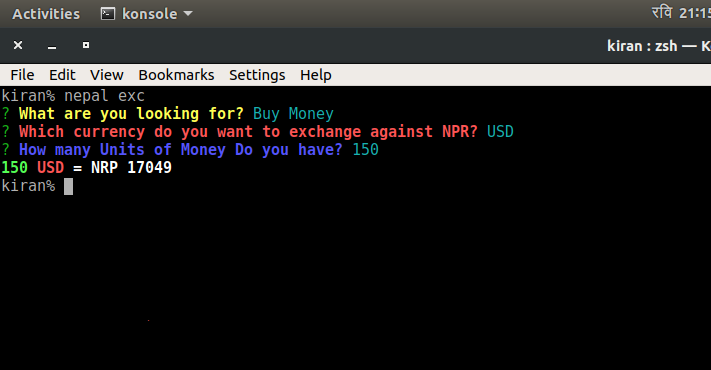 Activities konsole रवि 21:15
kiran : zsh — K
File Edit View Bookmarks Settings Help
kiran% nepal exc
? What are you looking for? Buy Money
? Which currency do you want to exchange against NPR? USD
? How many Units of Money Do you have? 150
150 USD = NRP 17049
kiran%